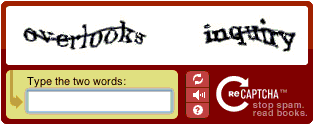 overlooks inquiry
Type the two words:
?
reCAPTCHA™
stop spam.
read books.